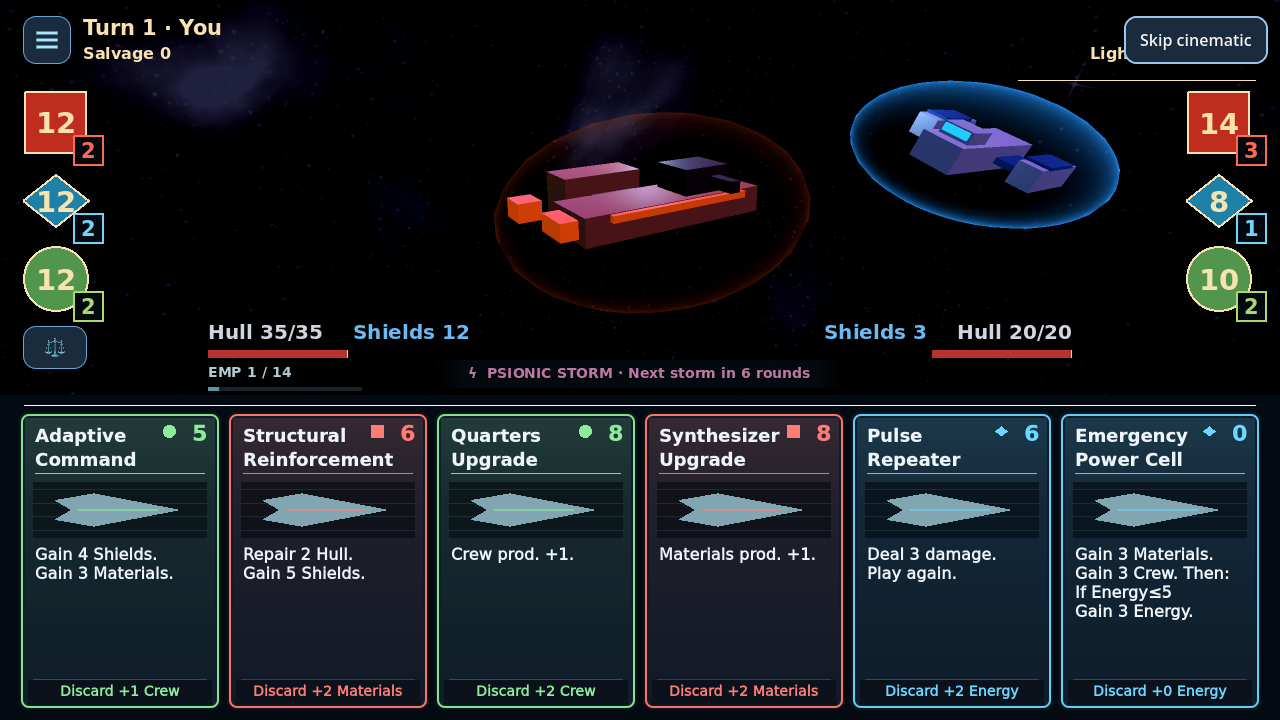 Turn 1 · You
Salvage 0
Skip cinematic
12
2
12
2
12
2
14
3
8
1
10
2
Hull 35/35 Shields 12
EMP 1 / 14
Shields 3 Hull 20/20
PSIONIC STORM · Next storm in 6 rounds
Adaptive Command 5
Gain 4 Shields.
Gain 3 Materials.
Discard +1 Crew
Structural Reinforcement 6
Repair 2 Hull.
Gain 5 Shields.
Discard +2 Materials
Quarters Upgrade 8
Crew prod. +1.
Discard +2 Crew
Synthesizer Upgrade 8
Materials prod. +1.
Discard +2 Materials
Pulse Repeater 6
Deal 3 damage.
Play again.
Discard +2 Energy
Emergency Power Cell 0
Gain 3 Materials.
Gain 3 Crew. Then:
If Energy≤5
Gain 3 Energy.
Discard +0 Energy